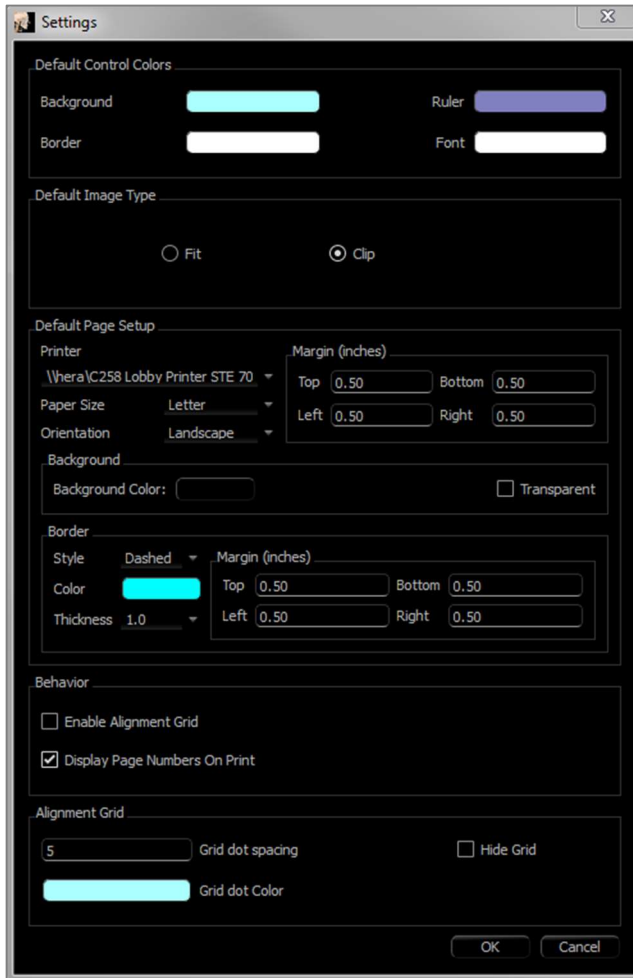 Settings
Default Control Colors
Background Ruler
Border Font
Default Image Type
Fit Clip
Default Page Setup
Printer Margin (inches)
\\hera\C258 Lobby Printer STE 70 Top 0.50 Bottom 0.50
Paper Size Letter
Left 0.50 Right 0.50
Orientation Landscape
Background
Background Color: Transparent
Border
Style Dashed Margin (inches)
Color Top 0.50 Bottom 0.50
Thickness 1.0 Left 0.50 Right 0.50
Behavior
Enable Alignment Grid
Display Page Numbers On Print
Alignment Grid
5 Grid dot spacing Hide Grid
Grid dot Color
OK Cancel